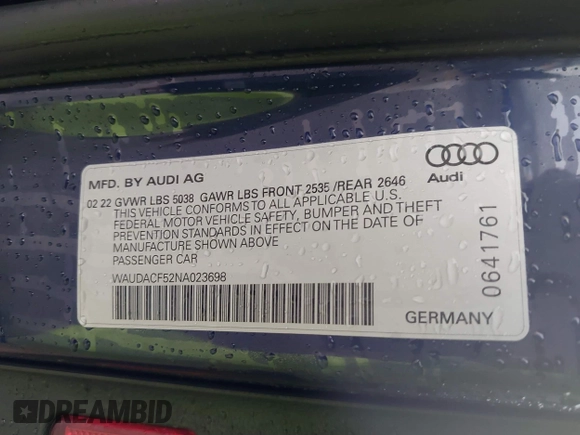 MFD. BY AUDI AG
Audi
02 22 GVWR LBS 5038 GAWR LBS FRONT 2535 /REAR 2646
THIS VEHICLE CONFORMS TO ALL APPLICABLE U.S.
FEDERAL MOTOR VEHICLE SAFETY, BUMPER AND THEFT
PREVENTION STANDARDS IN EFFECT ON THE DATE OF
MANUFACTURE SHOWN ABOVE
PASSENGER CAR
WAUDACF52NA023698
GERMANY
0641761
DREAMBID